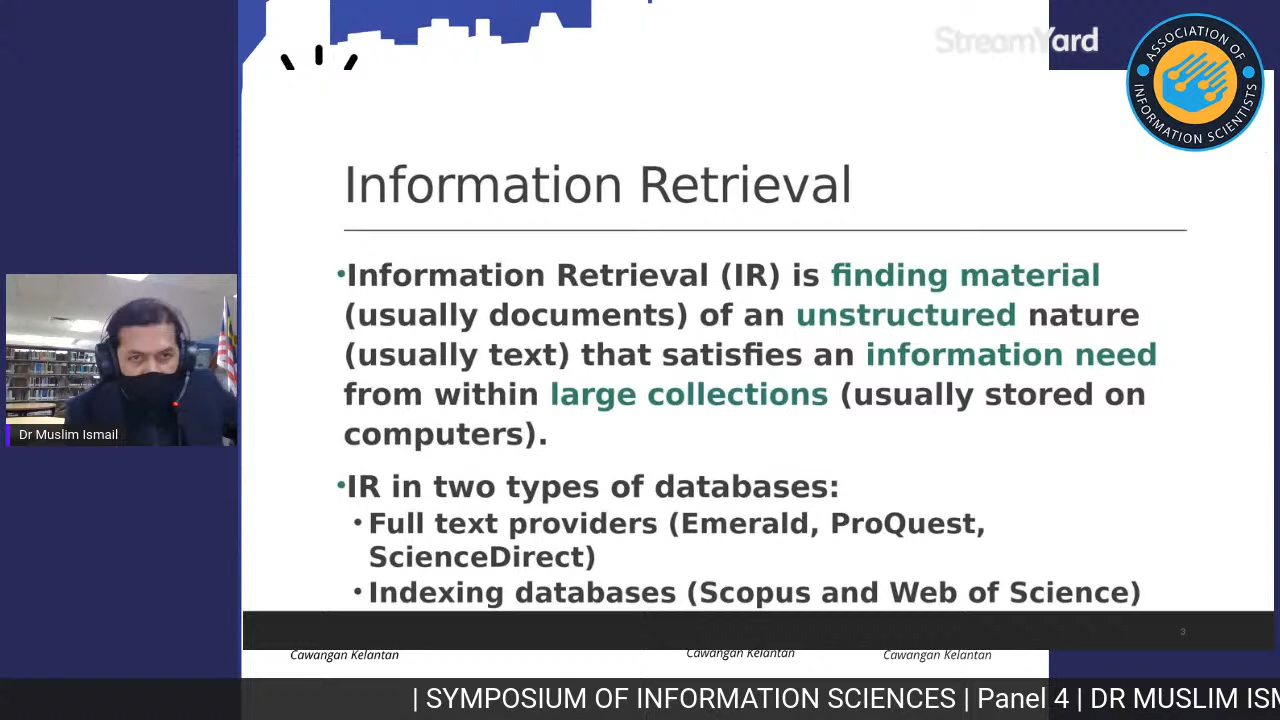 StreamYard
ASSOCIATION OF
INFORMATION SCIENTISTS
Information Retrieval
•Information Retrieval (IR) is finding material
(usually documents) of an unstructured nature
(usually text) that satisfies an information need
from within large collections (usually stored on
computers).
•IR in two types of databases:
•Full text providers (Emerald, ProQuest,
ScienceDirect)
•Indexing databases (Scopus and Web of Science)
Dr Muslim Ismail
3
Cawangan Kelantan
Cawangan Kelantan
Cawangan Kelantan
| SYMPOSIUM OF INFORMATION SCIENCES | Panel 4 | DR MUSLIM ISM